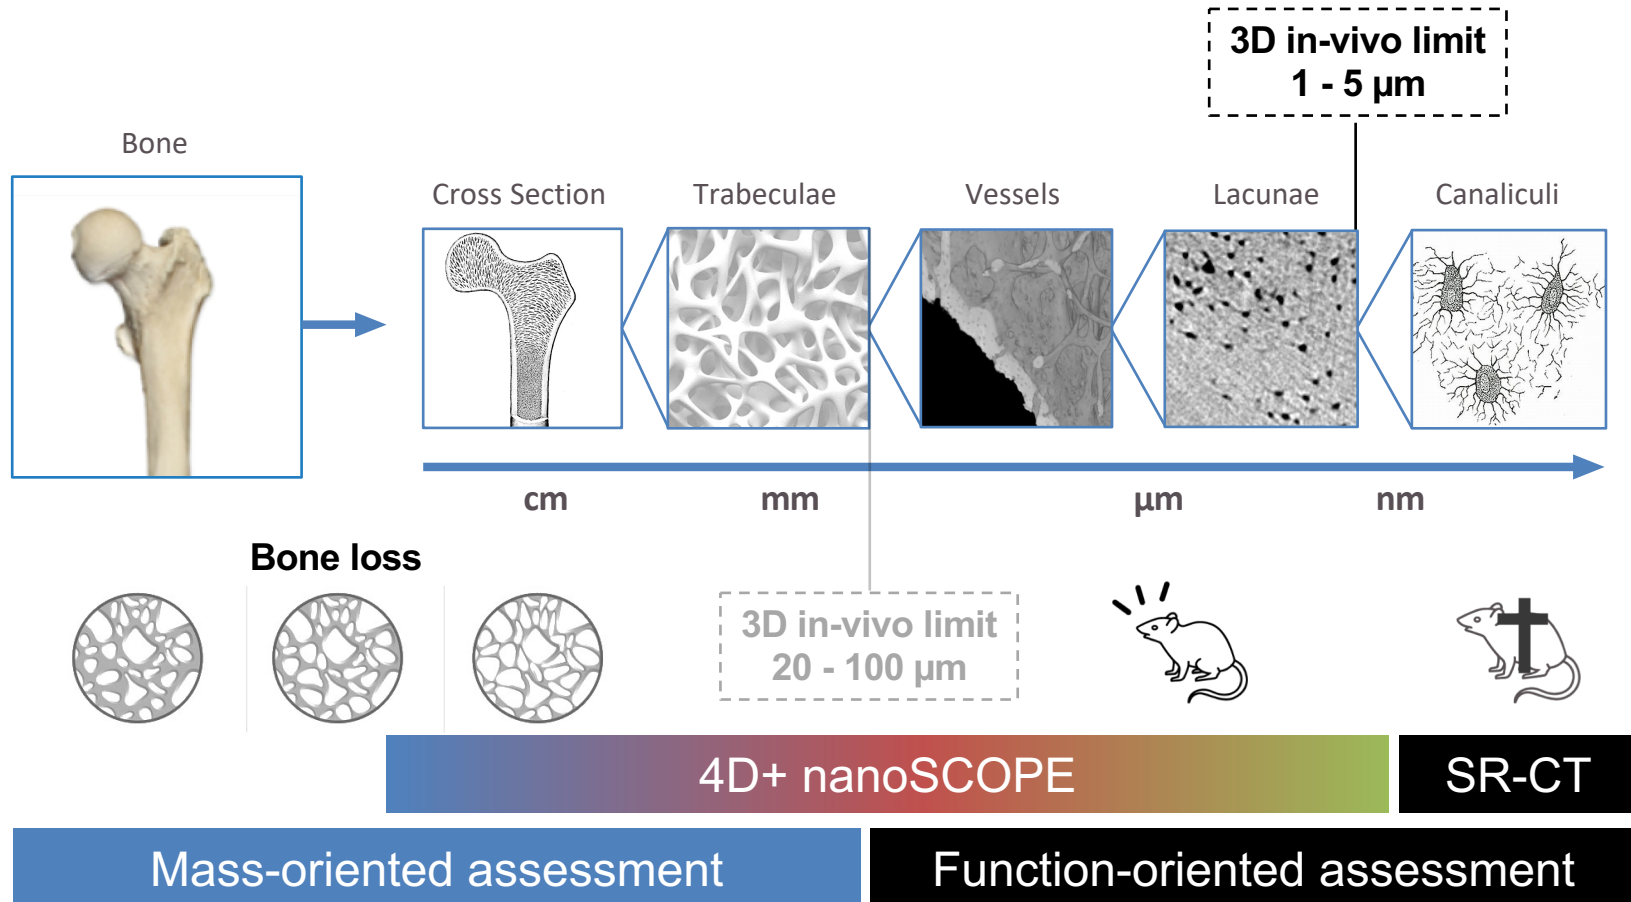 3D in-vivo limit
1 - 5 µm
Bone
Cross Section
Trabeculae
Vessels
Lacunae
Canaliculi
cm
mm
µm
nm
Bone loss
3D in-vivo limit
20 - 100 µm
4D+ nanoSCOPE
SR-CT
Mass-oriented assessment
Function-oriented assessment